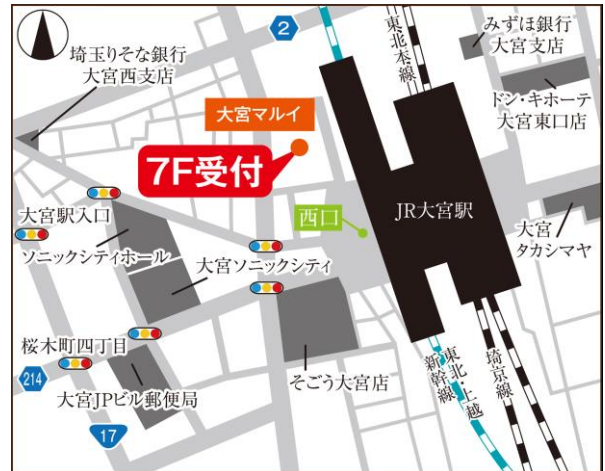 2
東北本線
みずほ銀行
大宮支店
埼玉りそな銀行
大宮西支店
ドン・キホーテ
大宮東口店
大宮マルイ
7F受付
西口
JR大宮駅
大宮
タカシマヤ
大宮駅入口
ソニックシティホール
大宮ソニックシティ
桜木町四丁目
214
大宮JPビル郵便局
17
そごう大宮店
東北・上越
新幹線
埼京線